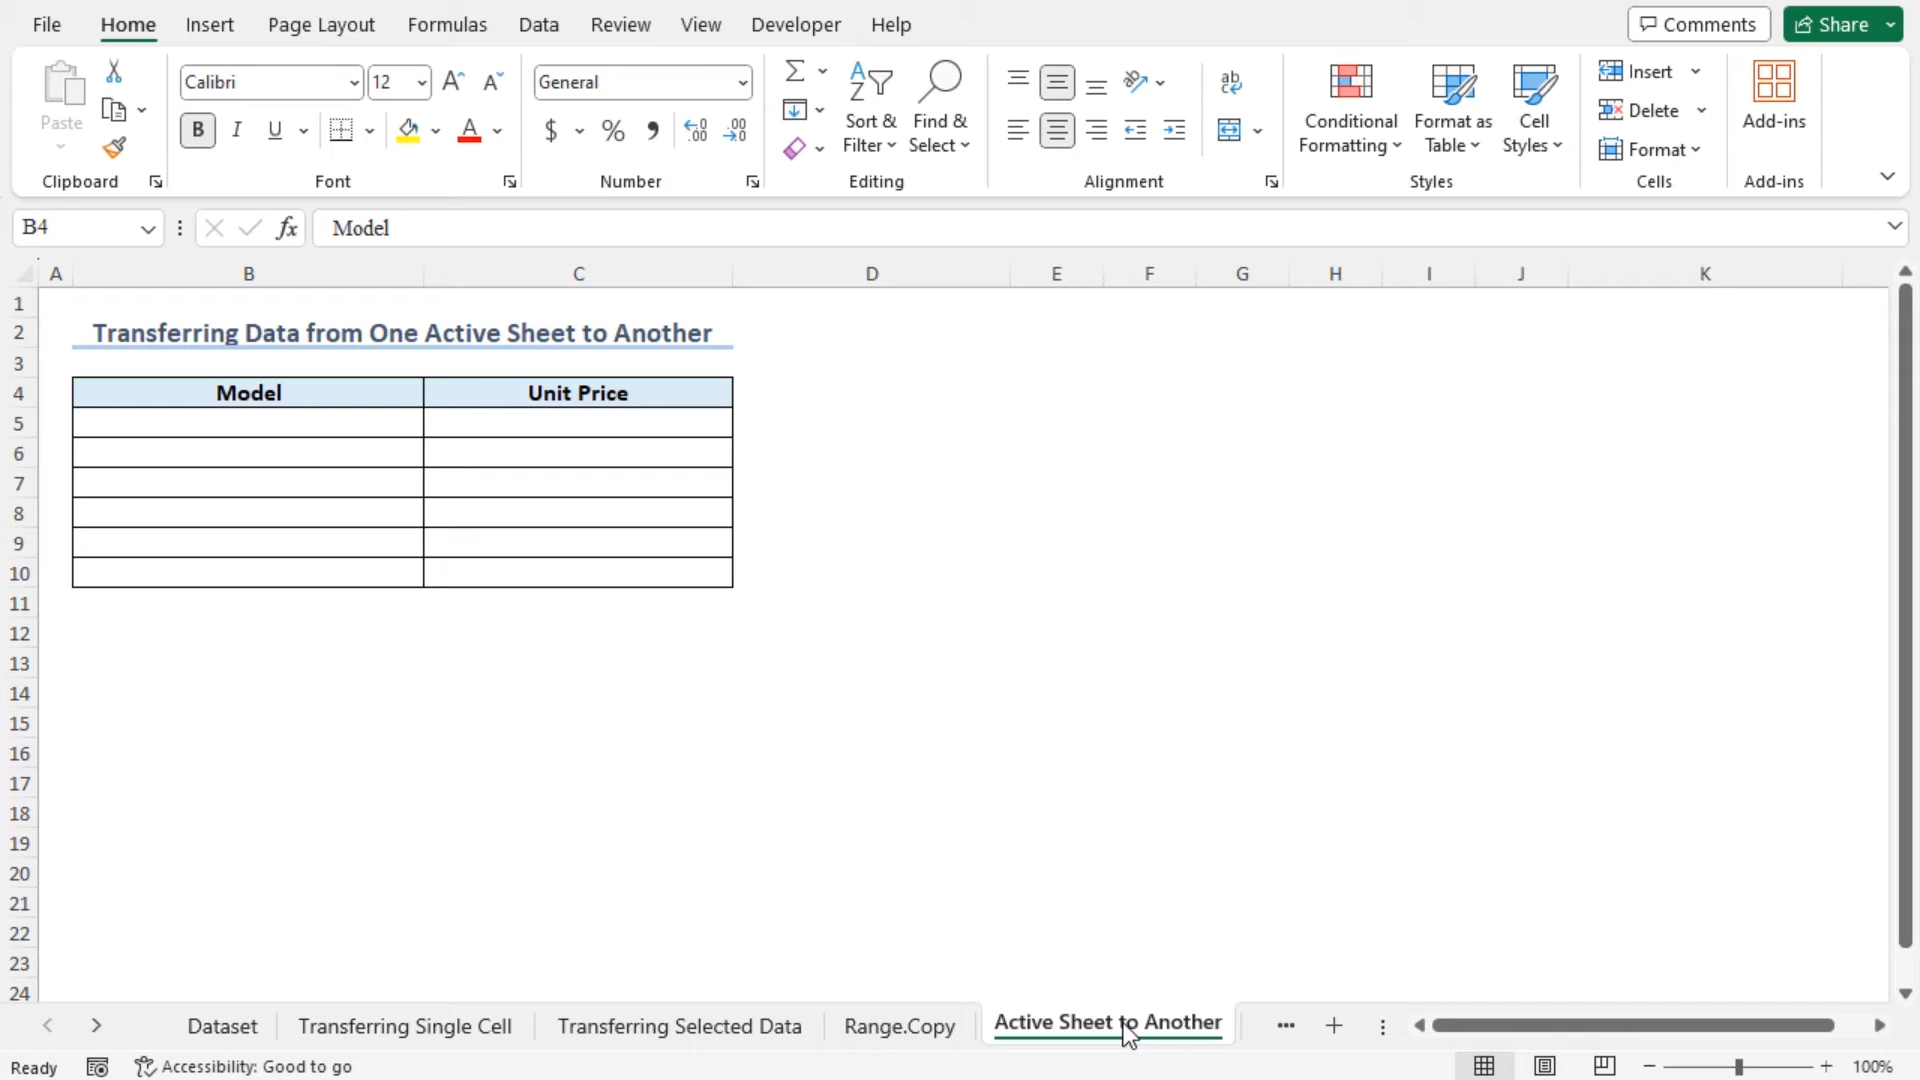 File Home Insert Page Layout Formulas Data Review View Developer Help Comments Share
Paste
Clipboard
Calibri 12
B I U
Font
General
$ % 9 .00
Number
Sort & Filter
Find & Select
Editing
ab
Alignment
Conditional Formatting
Format as Table
Cell Styles
Styles
Insert
Delete
Format
Cells
Add-ins
Add-ins
B4 fx Model
A B C D E F G H I J K
1
2 Transferring Data from One Active Sheet to Another
3
4 Model Unit Price
5
6
7
8
9
10
11
12
13
14
15
16
17
18
19
20
21
22
23
24
Dataset Transferring Single Cell Transferring Selected Data Range.Copy Active Sheet to Another
Ready Accessibility: Good to go 100%